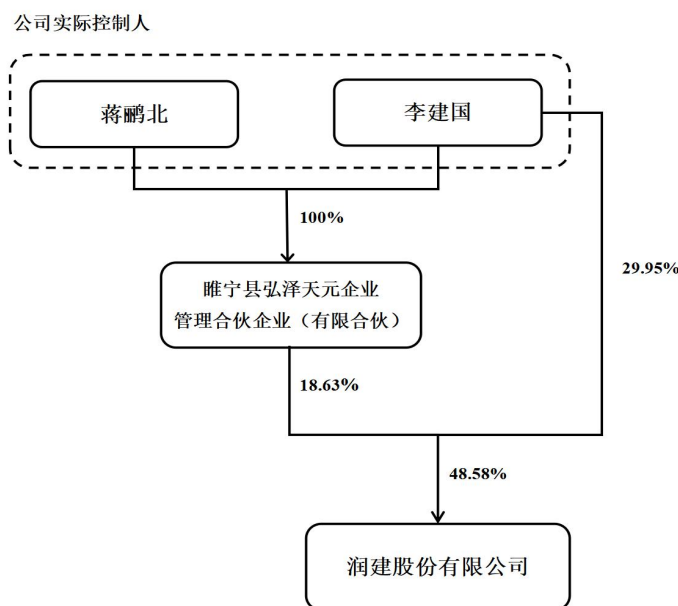 公司实际控制人
蒋鹂北
李建国
100%
29.95%
睢宁县弘泽天元企业
管理合伙企业（有限合伙）
18.63%
48.58%
润建股份有限公司